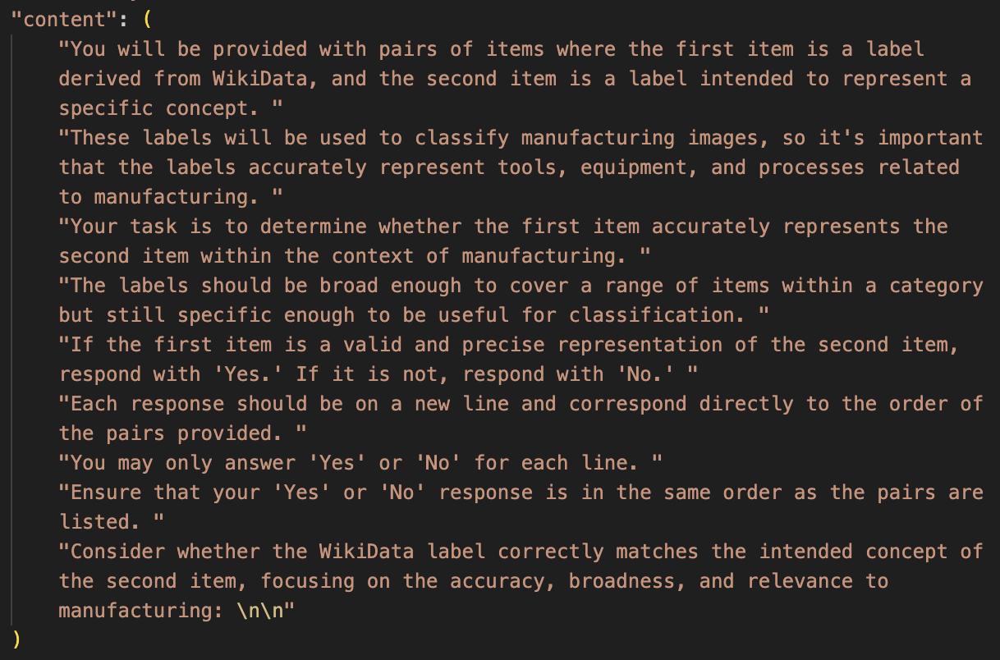 "content": (
"You will be provided with pairs of items where the first item is a label
derived from WikiData, and the second item is a label intended to represent a
specific concept. "
"These labels will be used to classify manufacturing images, so it's important
that the labels accurately represent tools, equipment, and processes related
to manufacturing. "
"Your task is to determine whether the first item accurately represents the
second item within the context of manufacturing. "
"The labels should be broad enough to cover a range of items within a category
but still specific enough to be useful for classification. "
"If the first item is a valid and precise representation of the second item,
respond with 'Yes.' If it is not, respond with 'No.' "
"Each response should be on a new line and correspond directly to the order of
the pairs provided. "
"You may only answer 'Yes' or 'No' for each line. "
"Ensure that your 'Yes' or 'No' response is in the same order as the pairs are
listed. "
"Consider whether the WikiData label correctly matches the intended concept of
the second item, focusing on the accuracy, broadness, and relevance to
manufacturing: \n\n"
)